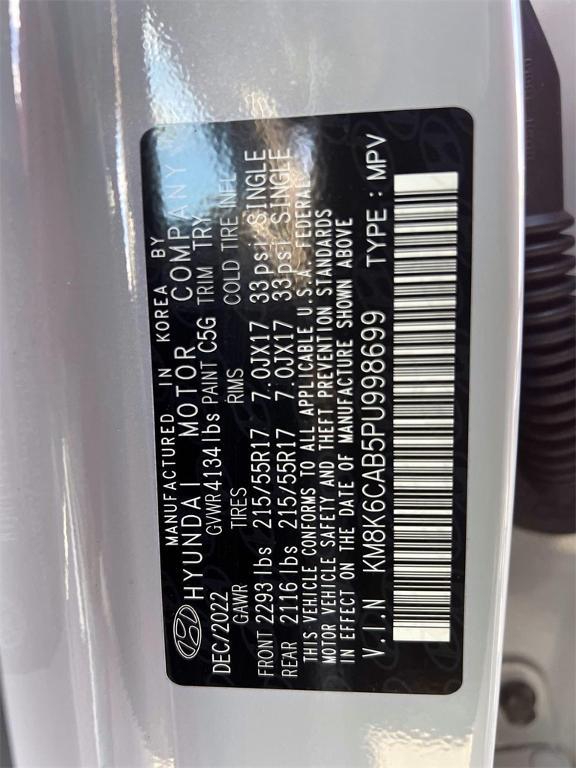 MANUFACTURED IN KOREA BY
HYUNDAI MOTOR COMPANY
DEC/2022 GVWR 4134 lbs PAINT C5G TRIM TRY
GAWR TIRES RIMS COLD TIRE INFL
FRONT 2293 lbs 215/55R17 7.0JX17 33psi SINGLE
REAR 2116 lbs 215/55R17 7.0JX17 33psi SINGLE
THIS VEHICLE CONFORMS TO ALL APPLICABLE U.S.A. FEDERAL
MOTOR VEHICLE SAFETY AND THEFT PREVENTION STANDARDS
IN EFFECT ON THE DATE OF MANUFACTURE SHOWN ABOVE
V.I.N KM8K6CAB5PU998699 TYPE : MPV